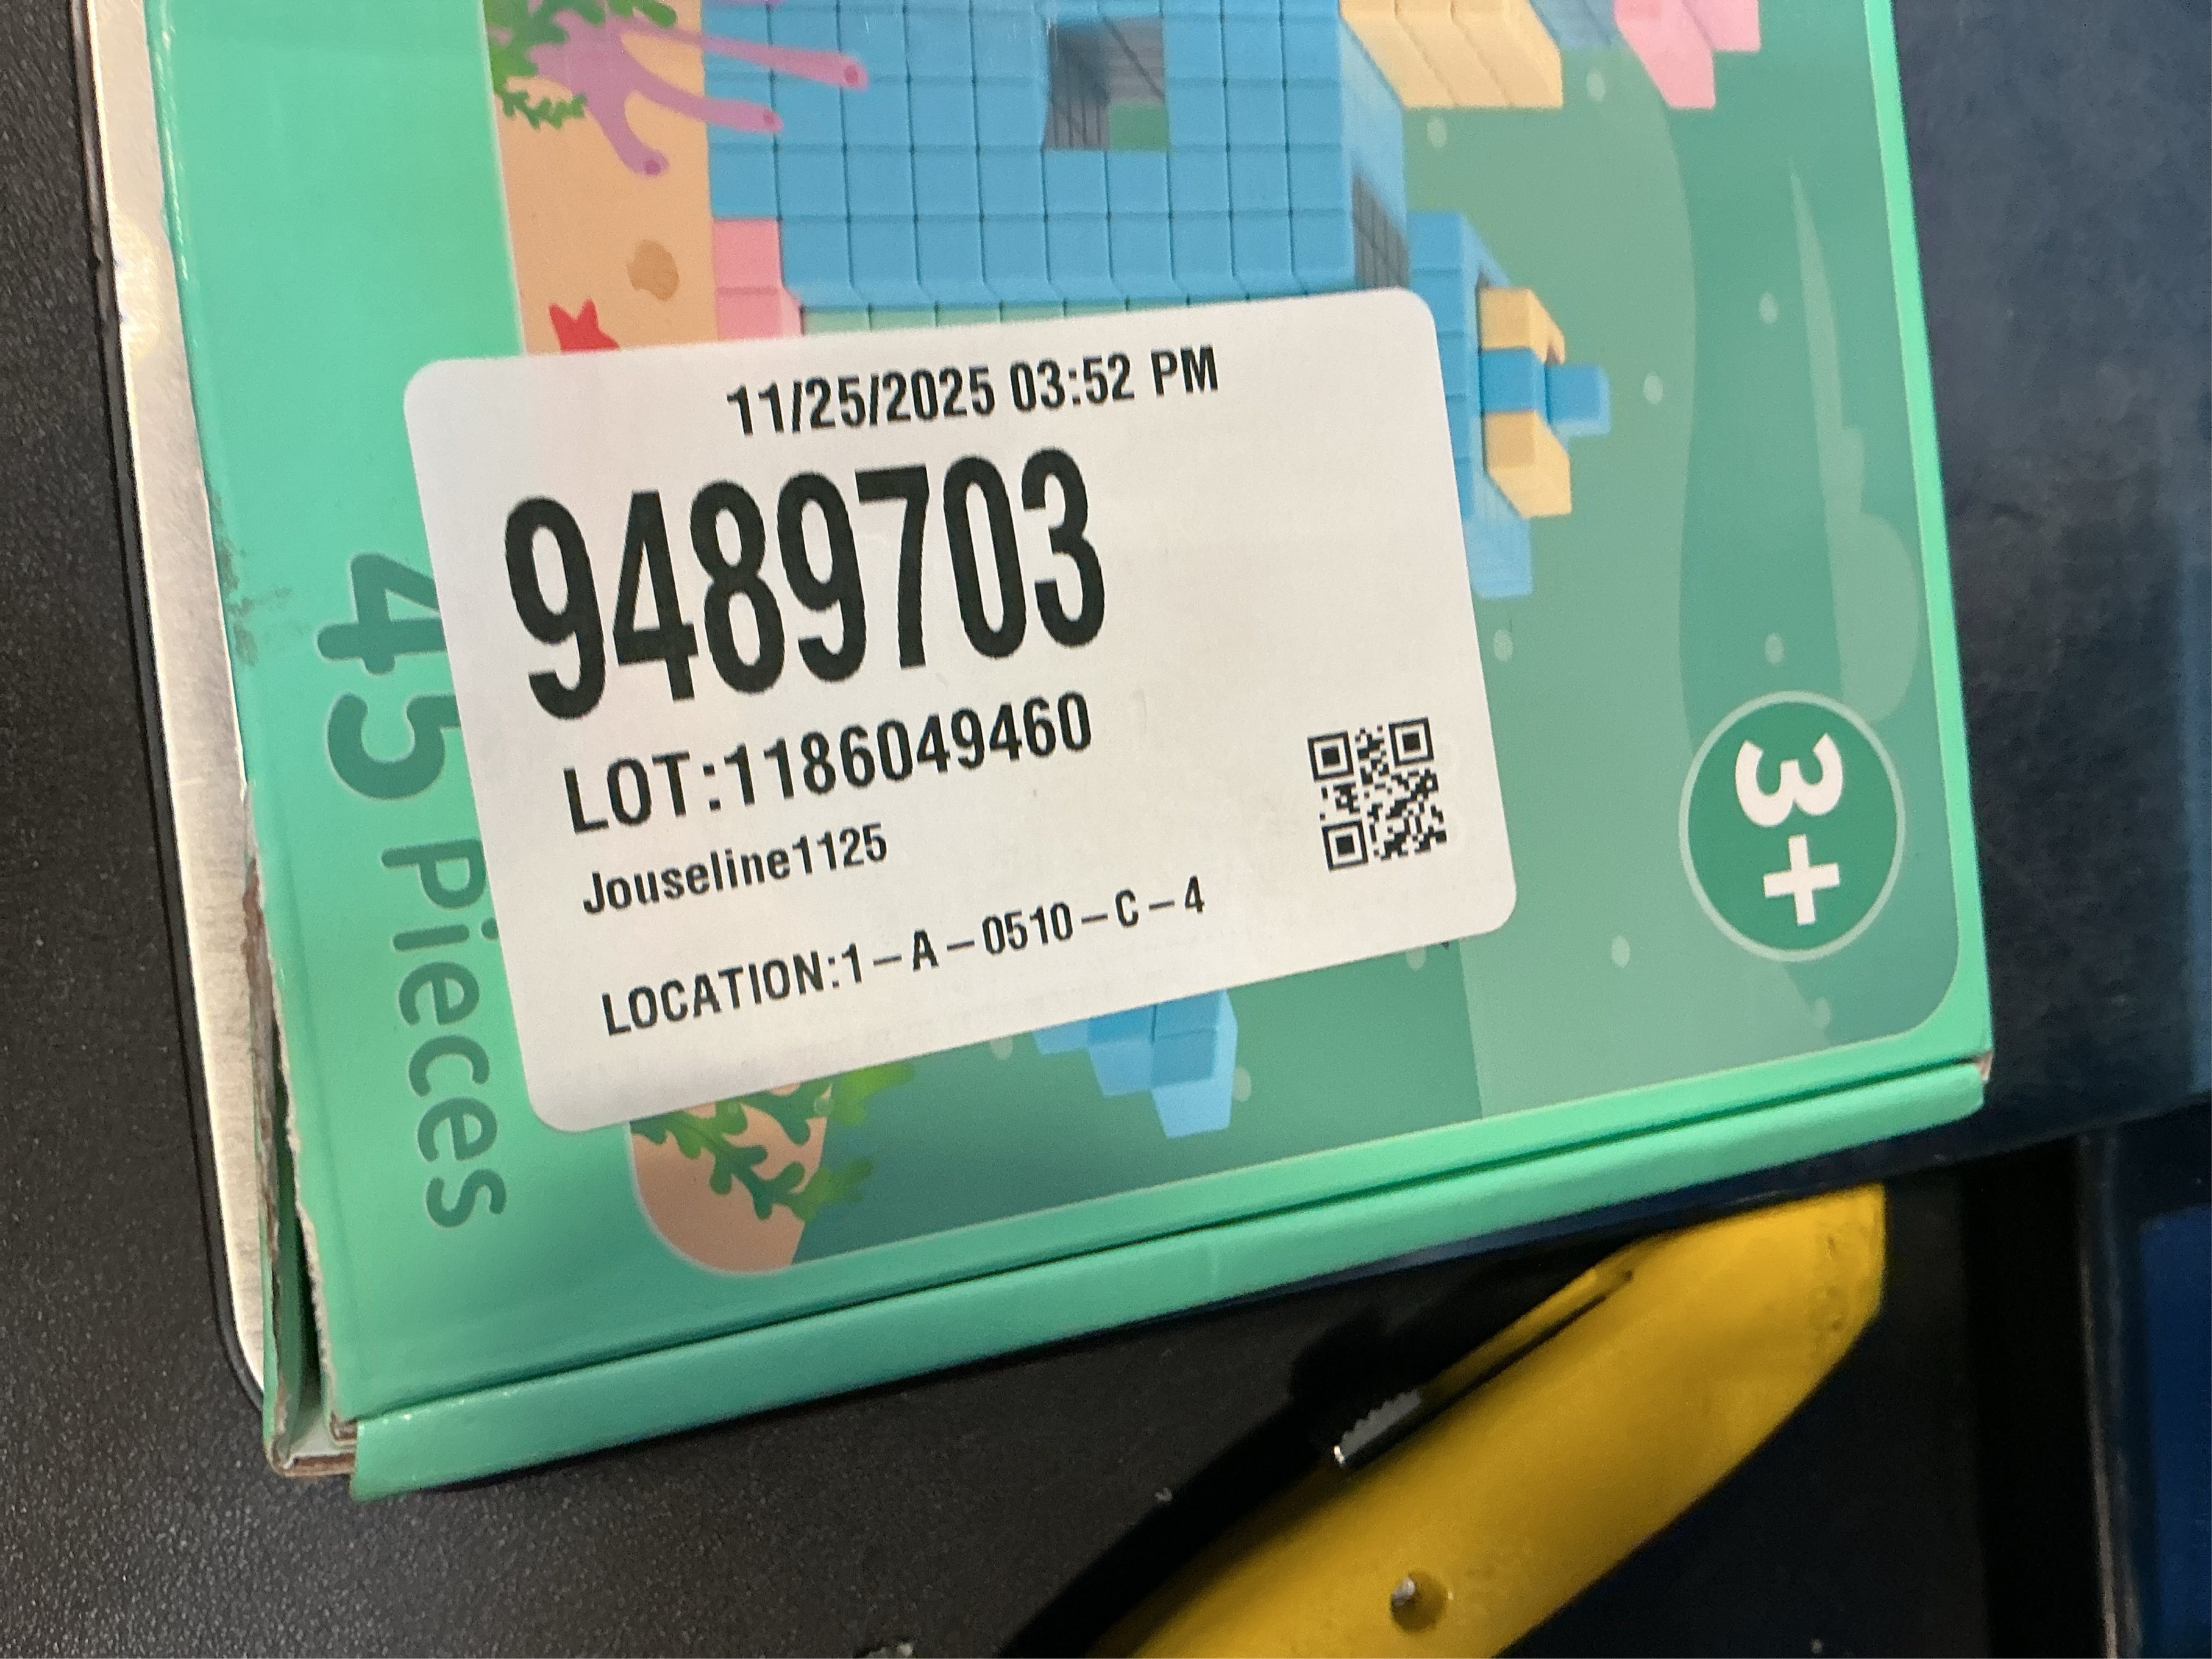 11/25/2025 03:52 PM
9489703
LOT:1186049460
Jouseline1125
LOCATION:1-A-0510-C-4
45 Pieces
3+